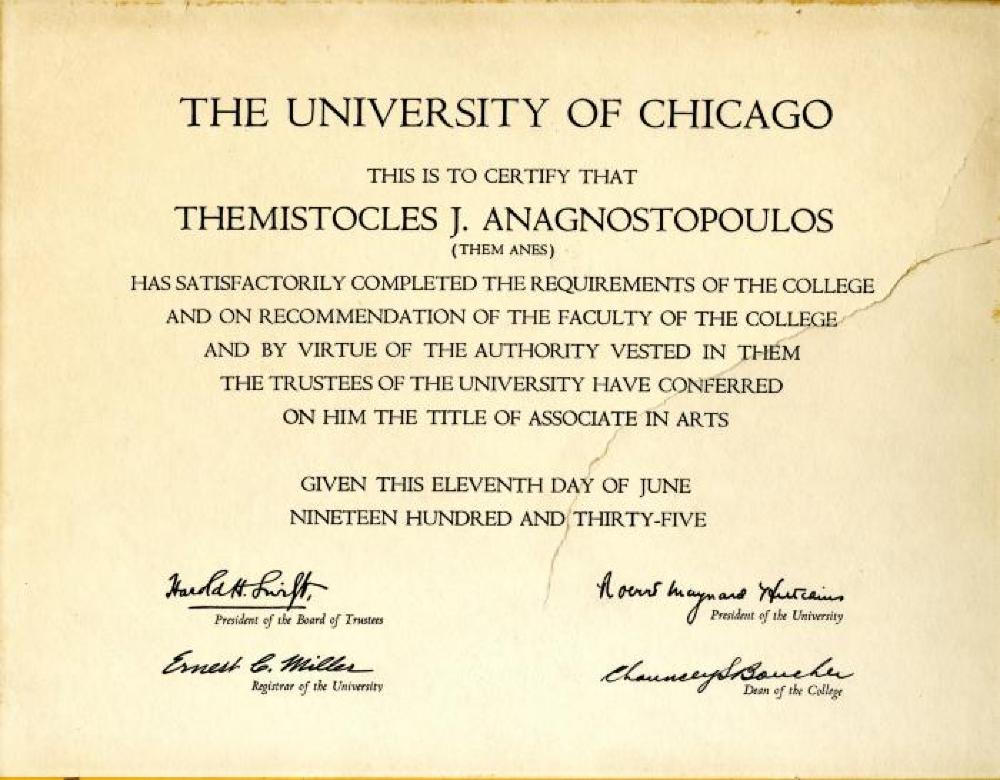 THE UNIVERSITY OF CHICAGO
THIS IS TO CERTIFY THAT
THEMISTOCLES J. ANAGNOSTOPOULOS
(THEM ANES)
HAS SATISFACTORILY COMPLETED THE REQUIREMENTS OF THE COLLEGE
AND ON RECOMMENDATION OF THE FACULTY OF THE COLLEGE
AND BY VIRTUE OF THE AUTHORITY VESTED IN THEM
THE TRUSTEES OF THE UNIVERSITY HAVE CONFERRED
ON HIM THE TITLE OF ASSOCIATE IN ARTS
GIVEN THIS ELEVENTH DAY OF JUNE
NINETEEN HUNDRED AND THIRTY-FIVE
Harold H. Swift,
President of the Board of Trustees
Robert Maynard Hutchins
President of the University
Ernest C. Miller
Registrar of the University
Chauncey S Boucher
Dean of the College